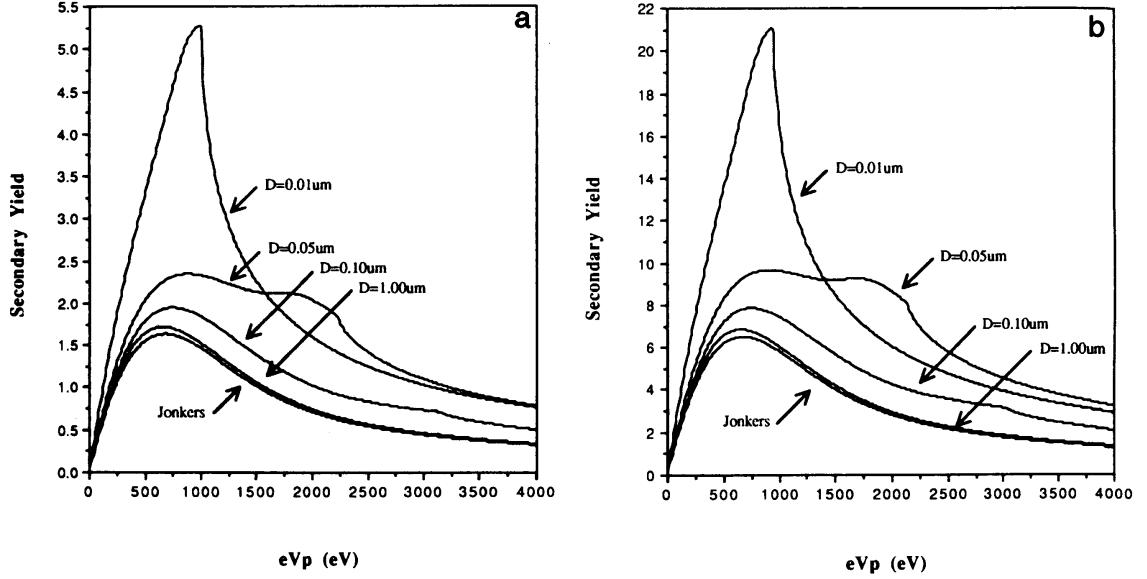 a
5.5
5.0
4.5
4.0
3.5
3.0
2.5
2.0
1.5
1.0
0.5
0.0
Secondary Yield
D=0.01um
D=0.05um
D=0.10um
D=1.00um
Jonkers
0 500 1000 1500 2000 2500 3000 3500 4000
eVp (eV)
b
22
20
18
16
14
12
10
8
6
4
2
0
Secondary Yield
D=0.01um
D=0.05um
D=0.10um
D=1.00um
Jonkers
0 500 1000 1500 2000 2500 3000 3500 4000
eVp (eV)